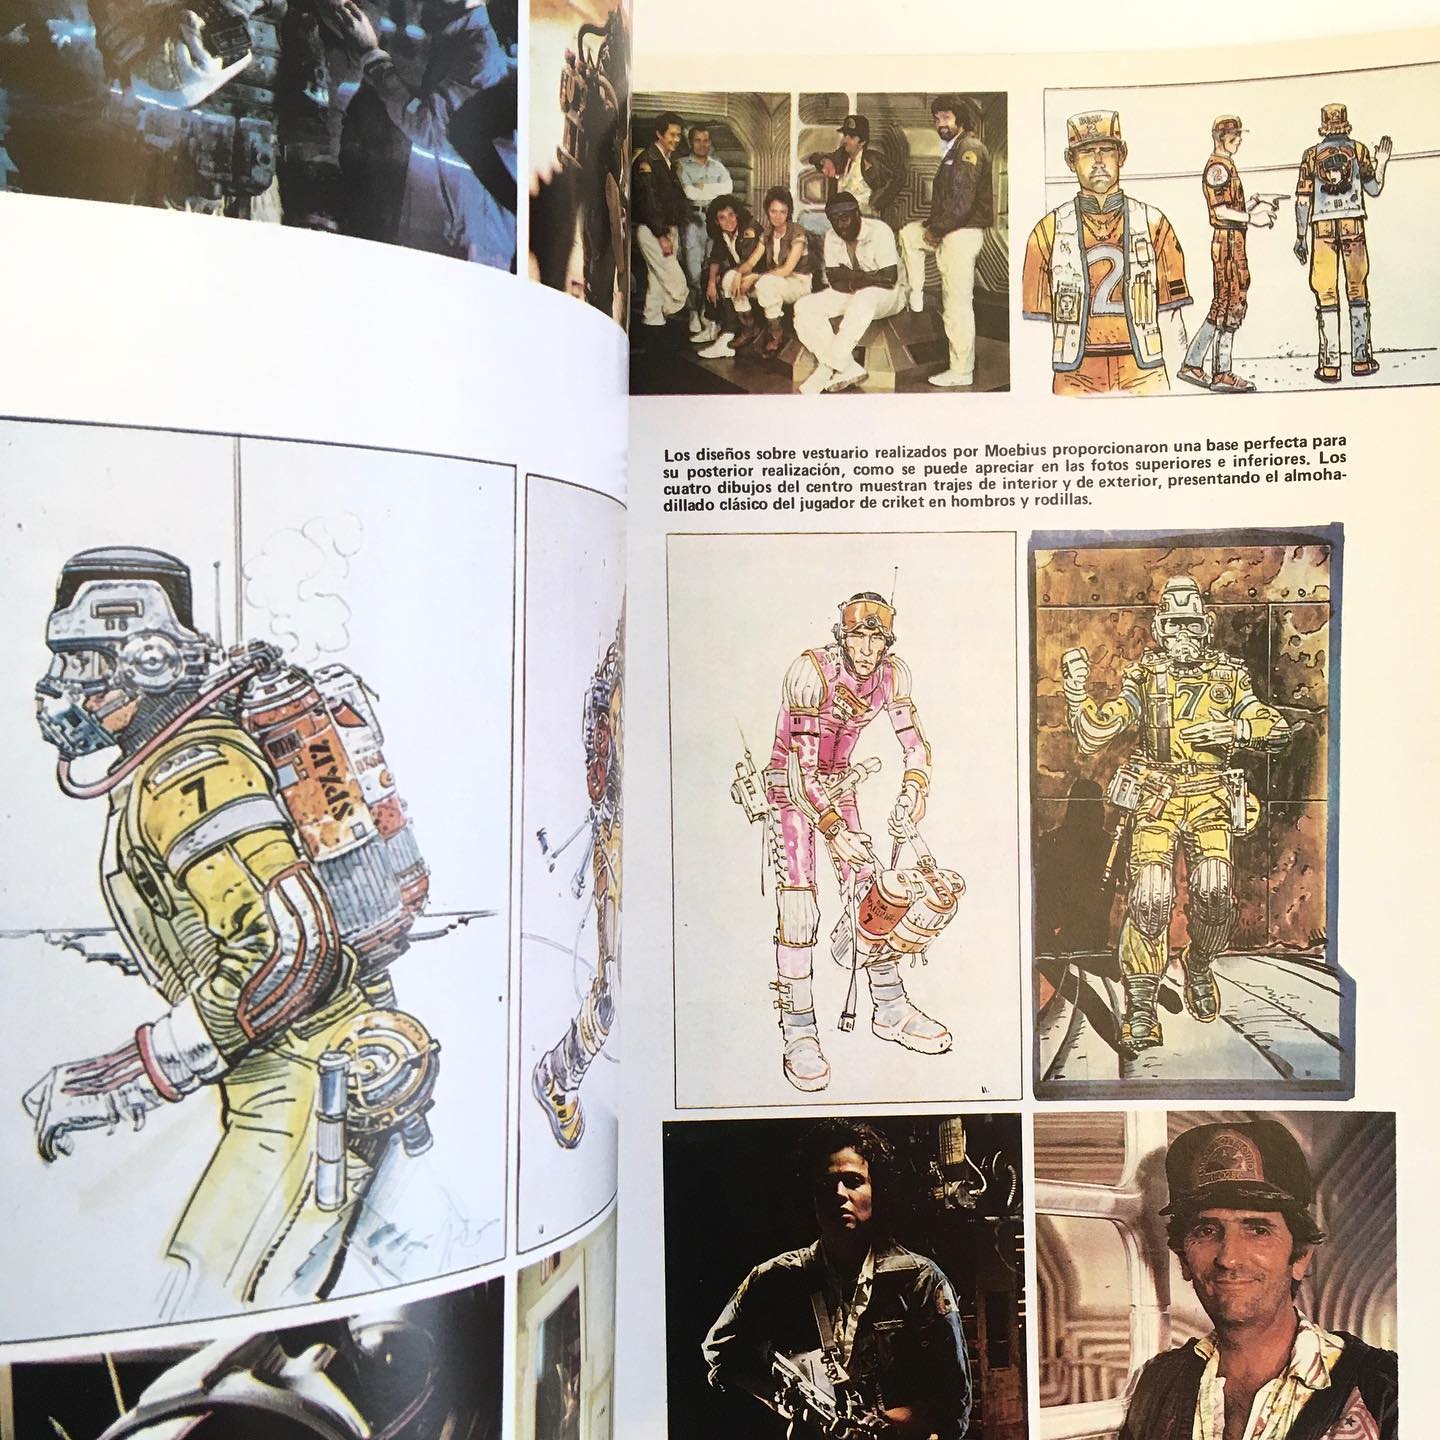 7
SPAIZ
2
2
Los diseños sobre vestuario realizados por Moebius proporcionaron una base perfecta para
su posterior realización, como se puede apreciar en las fotos superiores e inferiores. Los
cuatro dibujos del centro muestran trajes de interior y de exterior, presentando el almoha-
dillado clásico del jugador de criket en hombros y rodillas.
7
7